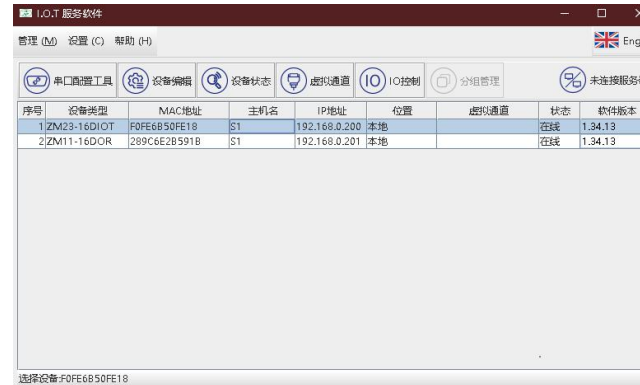 I.O.T 服务软件
管理 (M) 设置 (C) 帮助 (H) Eng
串口配置工具 设备编辑 设备状态 虚拟通道 IO IO控制 分组管理 未连接服务
序号 设备类型 MAC地址 主机名 IP地址 位置 虚拟通道 状态 软件版本
1 ZM23-16DIOT F0FE6B50FE18 S1 192.168.0.200 本地 在线 1.34.13
2 ZM11-16DOR 289C6E2B591B S1 192.168.0.201 本地 在线 1.34.13
选择设备:F0FE6B50FE18